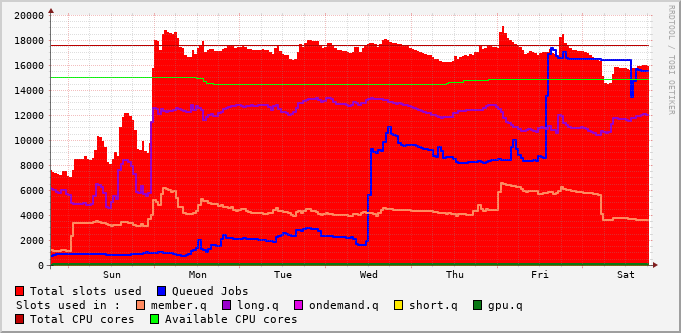 20000
18000
16000
14000
12000
10000
8000
6000
4000
2000
0
Sun Mon Tue Wed Thu Fri Sat
RRDTOOL / TOBI OETIKER
Total slots used Queued Jobs
Slots used in : member.q long.q ondemand.q short.q gpu.q
Total CPU cores Available CPU cores